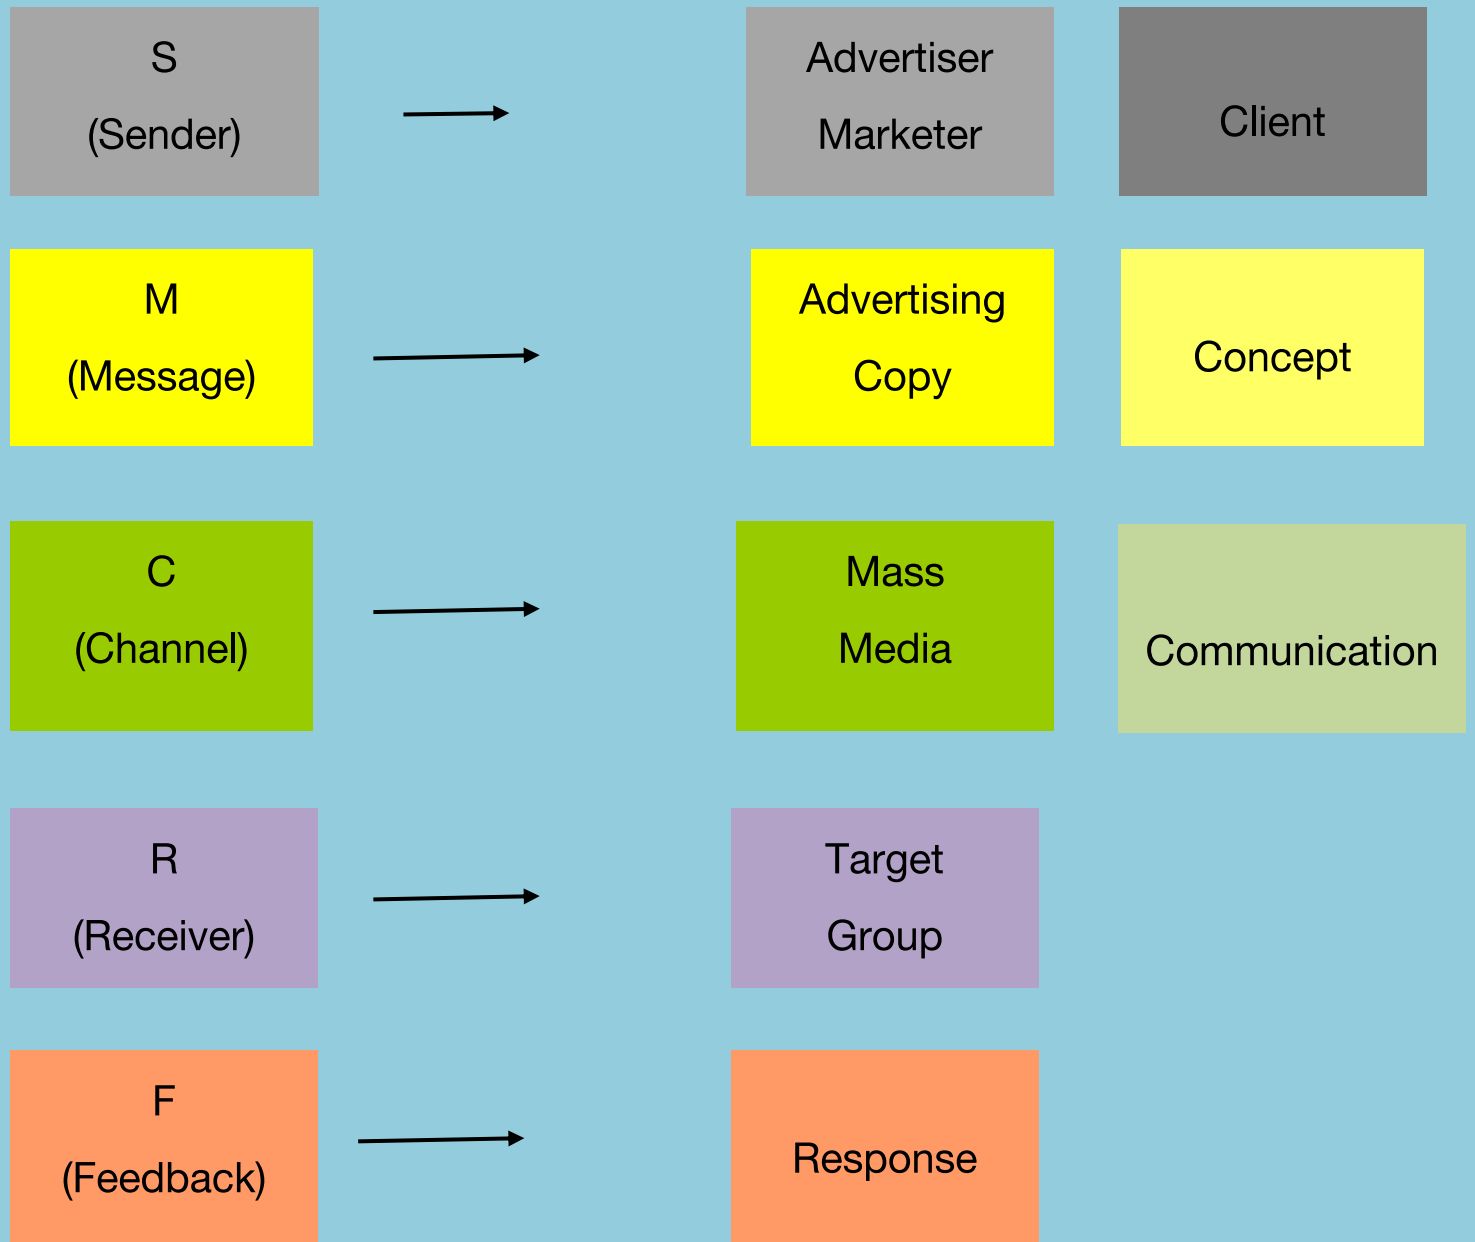 S
(Sender)
Advertiser
Marketer
Client
M
(Message)
Advertising
Copy
Concept
C
(Channel)
Mass
Media
Communication
R
(Receiver)
Target
Group
F
(Feedback)
Response